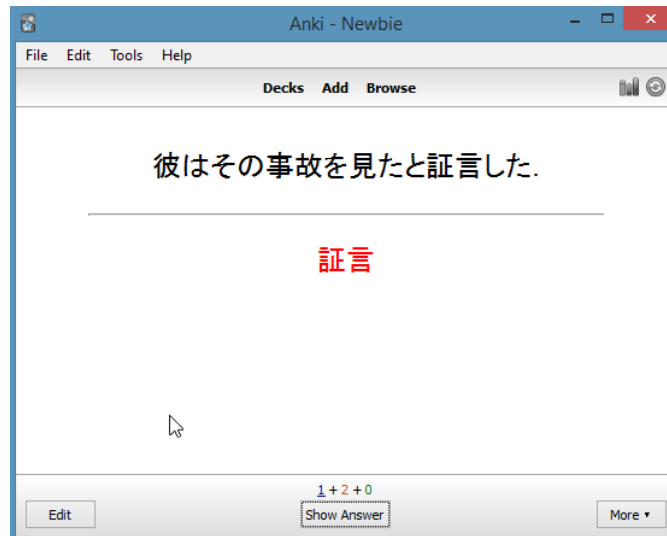 Anki - Newbie
File Edit Tools Help
Decks Add Browse
彼はその事故を見たと証言した.
証言
1 + 2 + 0
Edit Show Answer More ▾